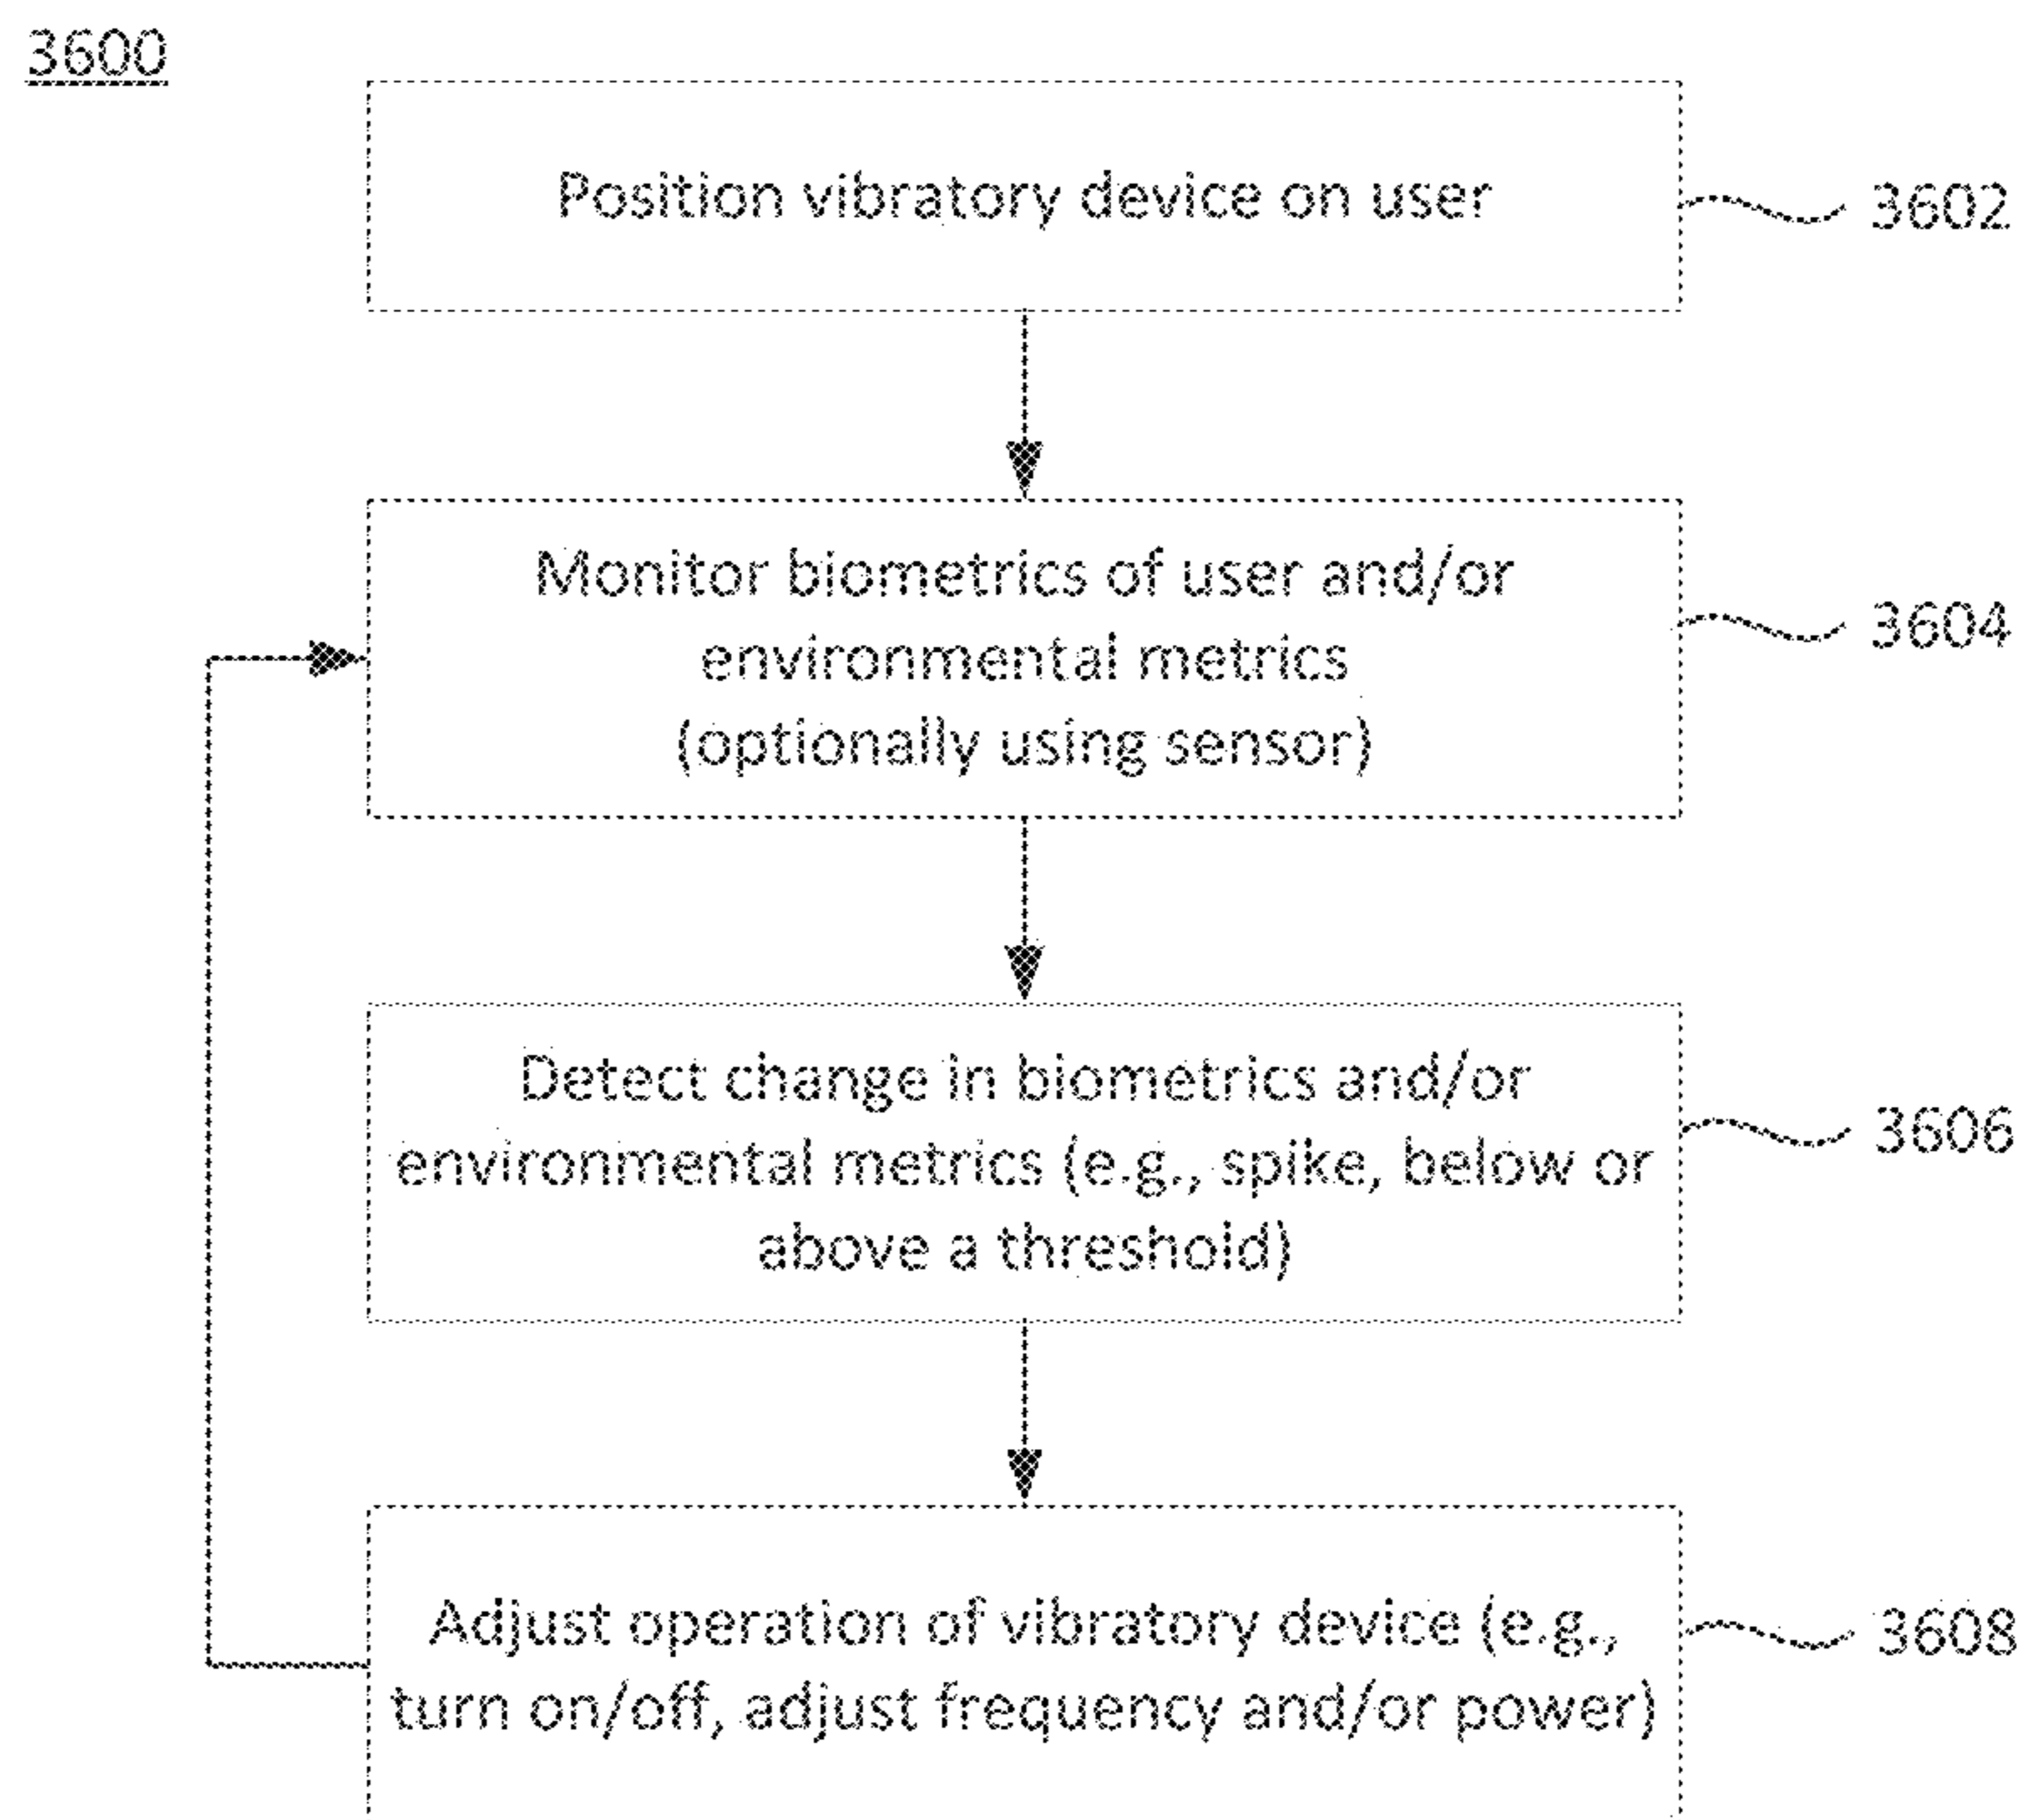 3600
Position vibratory device on user
3602
Monitor biometrics of user and/or
environmental metrics
(optionally using sensor)
3604
Detect change in biometrics and/or
environmental metrics (e.g., spike, below or
above a threshold)
3606
Adjust operation of vibratory device (e.g.,
turn on/off, adjust frequency and/or power)
3608